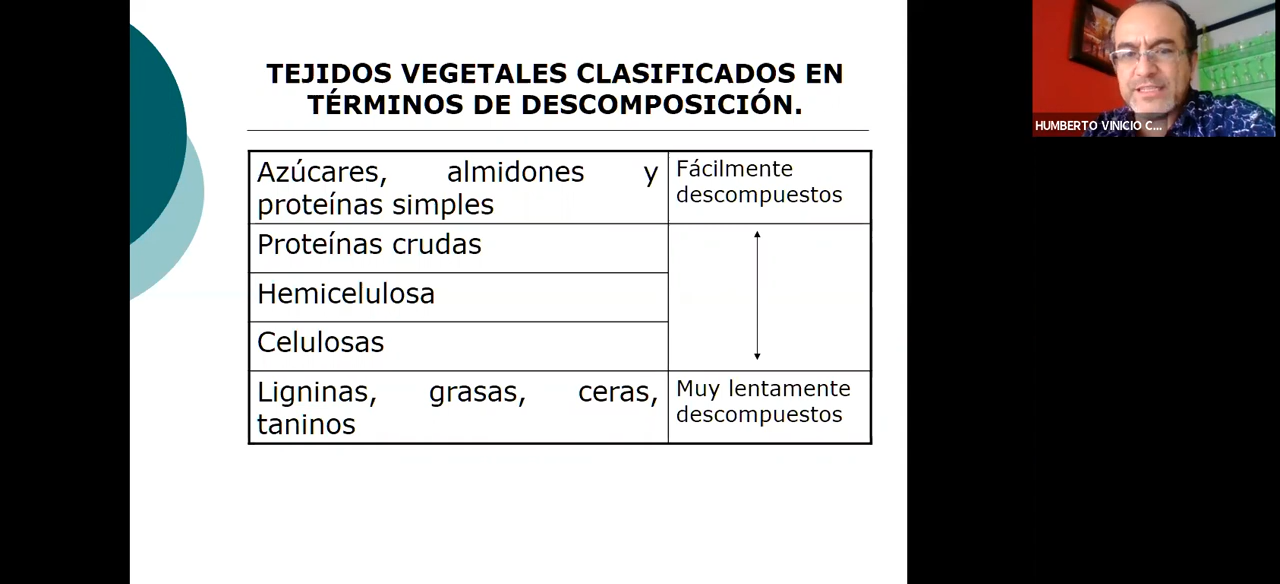 TEJIDOS VEGETALES CLASIFICADOS EN
TÉRMINOS DE DESCOMPOSICIÓN.
Azúcares, almidones y
proteínas simples
Fácilmente
descompuestos
Proteínas crudas
Hemicelulosa
Celulosas
Ligninas, grasas, ceras,
taninos
Muy lentamente
descompuestos
HUMBERTO VINICIO C...